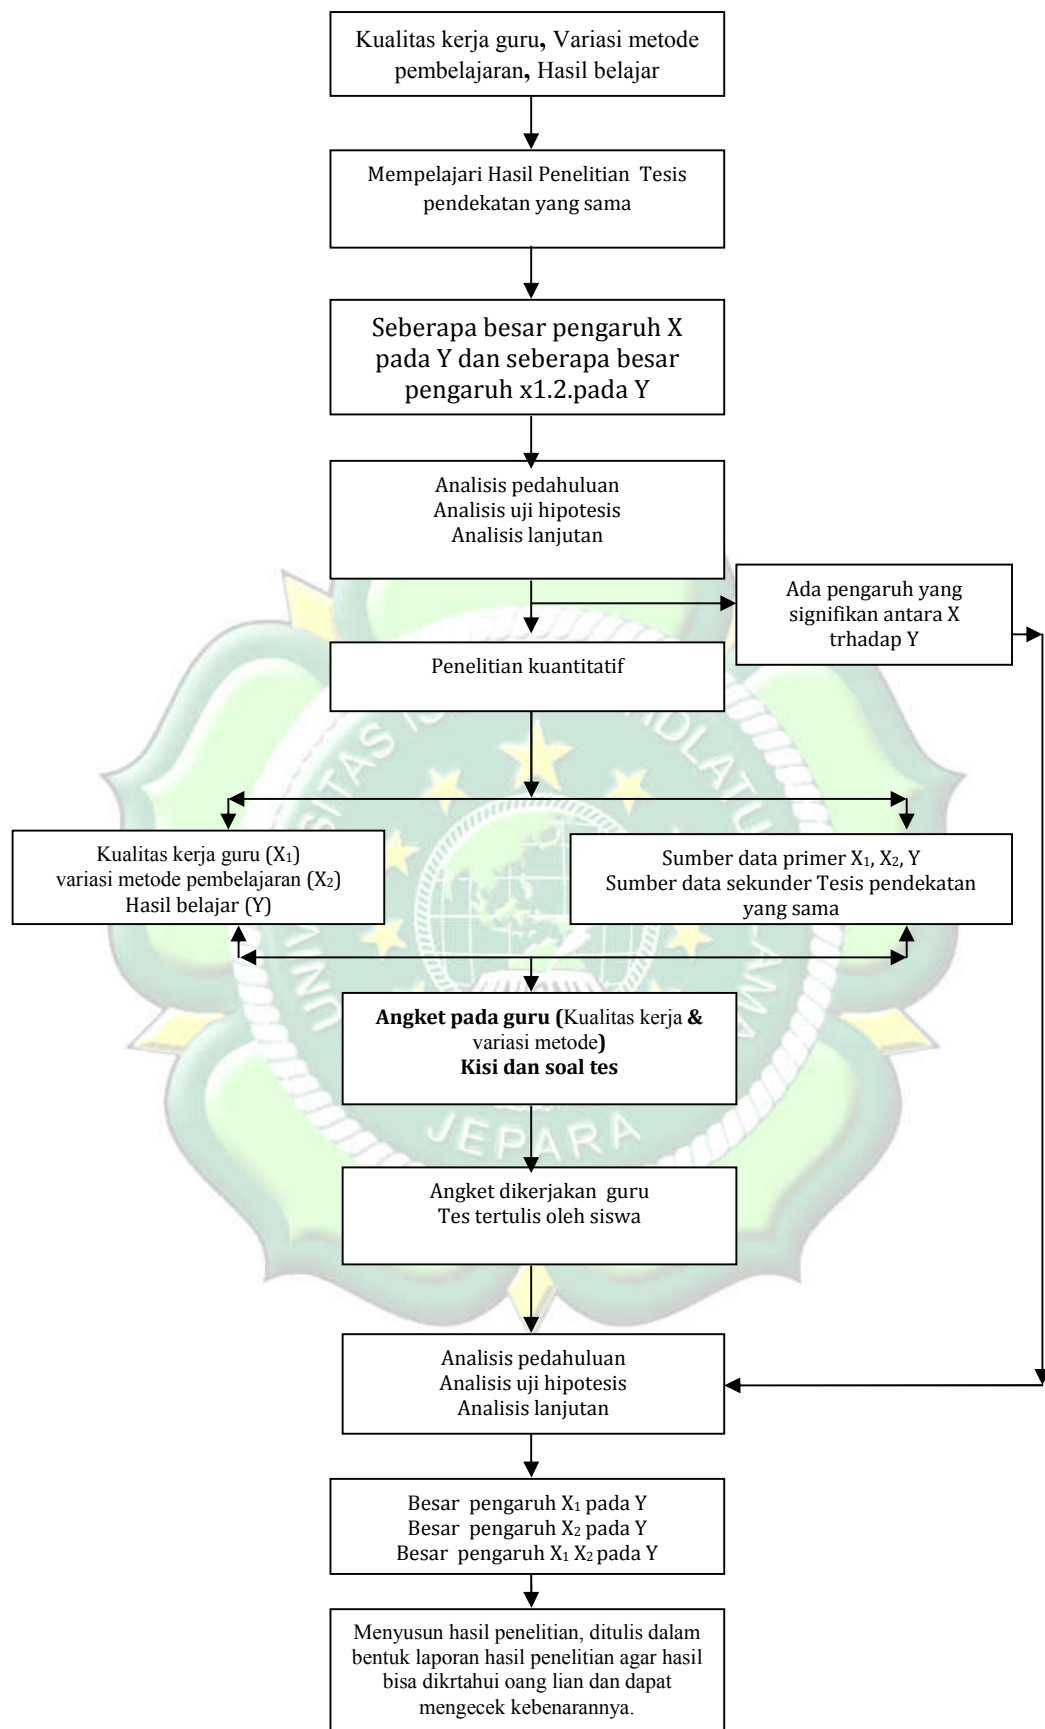 Kualitas kerja guru, Variasi metode
pembelajaran, Hasil belajar
Mempelajari Hasil Penelitian Tesis
pendekatan yang sama
Seberapa besar pengaruh X
pada Y dan seberapa besar
pengaruh x1.2.pada Y
Analisis pedahuluan
Analisis uji hipotesis
Analisis lanjutan
Ada pengaruh yang
signifikan antara X
trhadap Y
Penelitian kuantitatif
Kualitas kerja guru (X₁)
variasi metode pembelajaran (X₂)
Hasil belajar (Y)
Sumber data primer X₁, X₂, Y
Sumber data sekunder Tesis pendekatan
yang sama
Angket pada guru (Kualitas kerja &
variasi metode)
Kisi dan soal tes
JEPARA
Angket dikerjakan guru
Tes tertulis oleh siswa
Analisis pedahuluan
Analisis uji hipotesis
Analisis lanjutan
Besar pengaruh X₁ pada Y
Besar pengaruh X₂ pada Y
Besar pengaruh X₁ X₂ pada Y
Menyusun hasil penelitian, ditulis dalam
bentuk laporan hasil penelitian agar hasil
bisa dikrtahui oang lian dan dapat
mengecek kebenarannya.